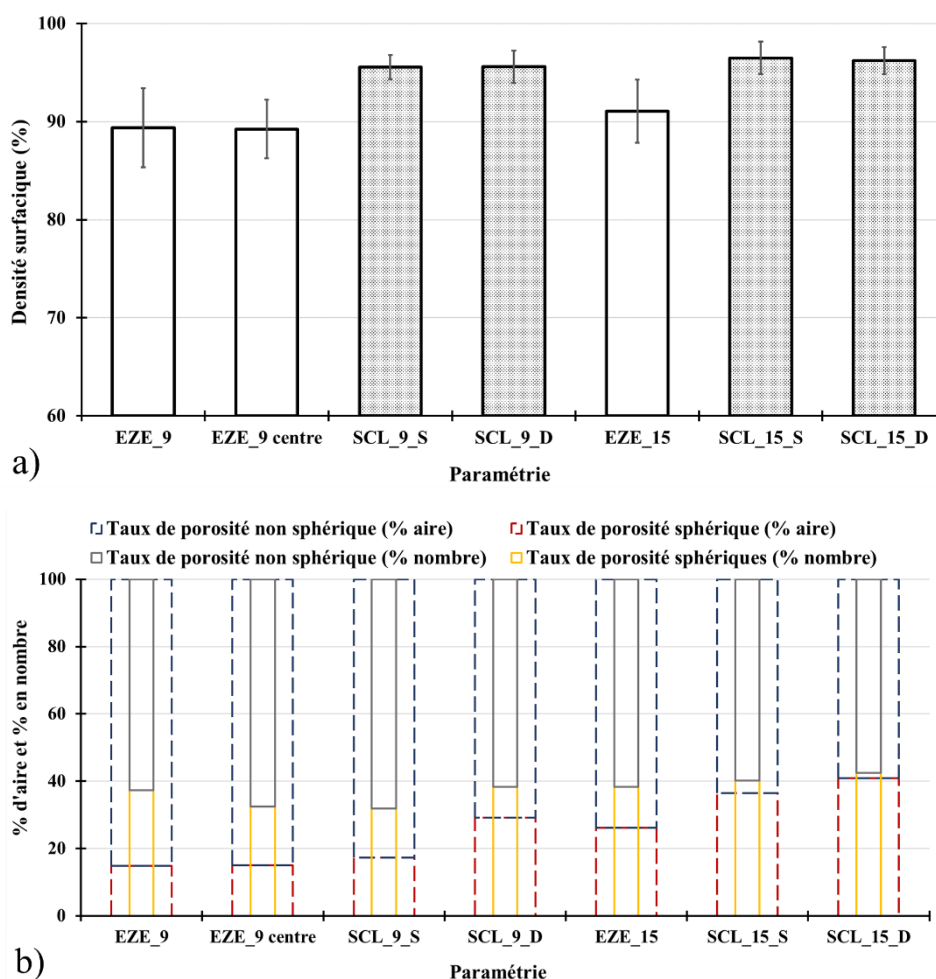 100
90
80
70
60
Densité surfacique (%)
EZE_9 EZE_9 centre SCL_9_S SCL_9_D EZE_15 SCL_15_S SCL_15_D
Paramétrie
a)
Taux de porosité non sphérique (% aire) Taux de porosité sphérique (% aire)
Taux de porosité non sphérique (% nombre) Taux de porosité sphériques (% nombre)
100
80
60
40
20
0
% d'aire et % en nombre
EZE_9 EZE_9 centre SCL_9_S SCL_9_D EZE_15 SCL_15_S SCL_15_D
Paramétrie
b)